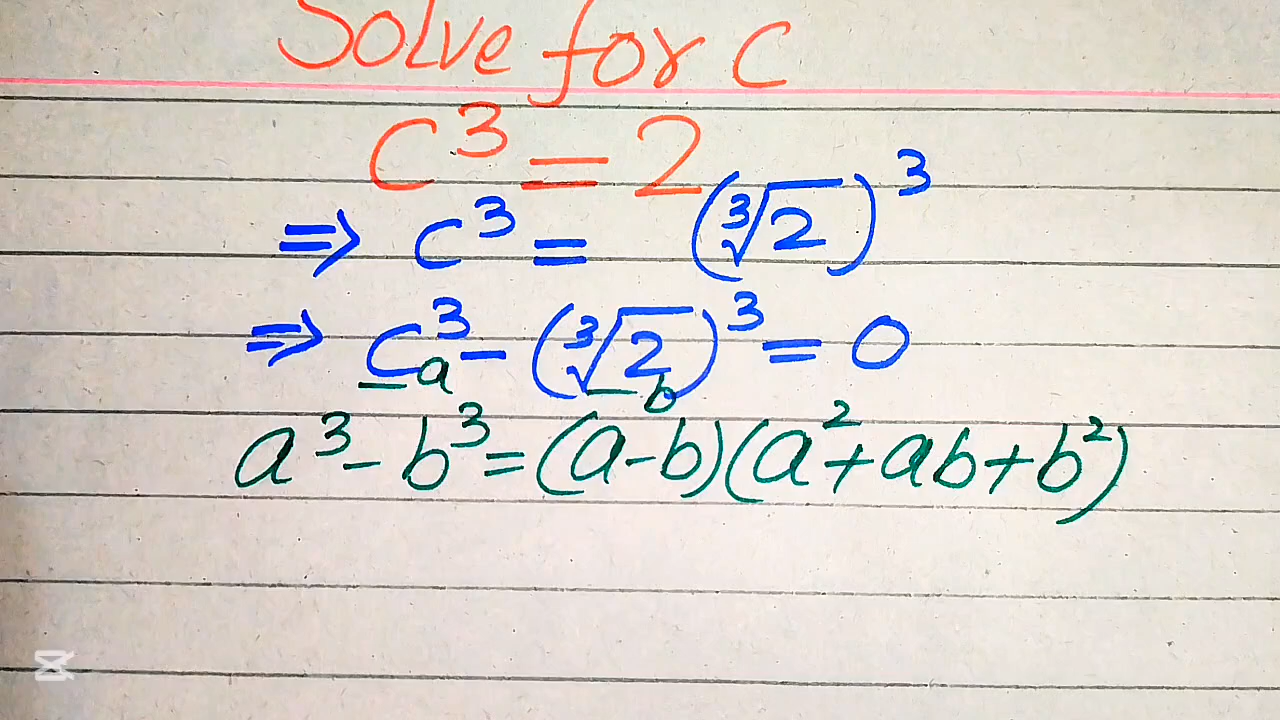 Solve for c
c³ = 2
⇒ c³ = (∛2)³
⇒ c³ - (∛2)³ = 0
a b
a³ - b³ = (a-b)(a²+ab+b²)